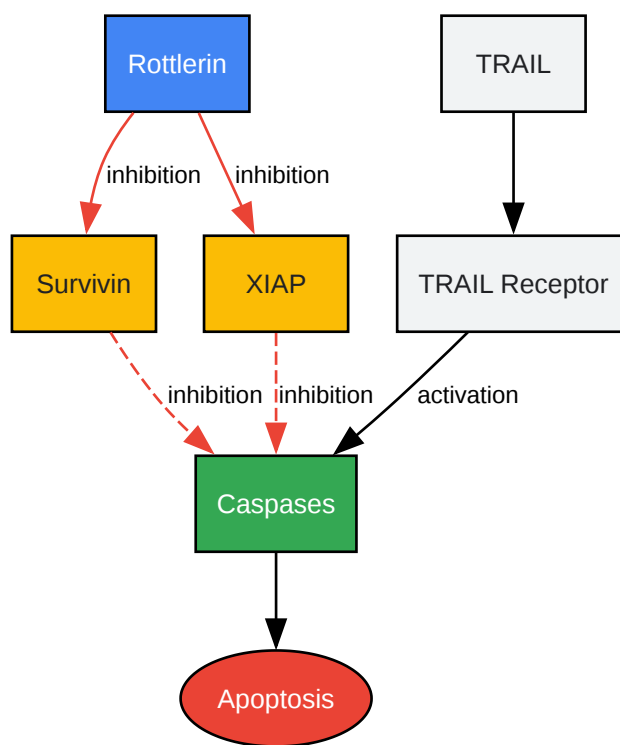 Rottlerin
TRAIL
inhibition
inhibition
Survivin
XIAP
TRAIL Receptor
inhibition
inhibition
activation
Caspases
Apoptosis